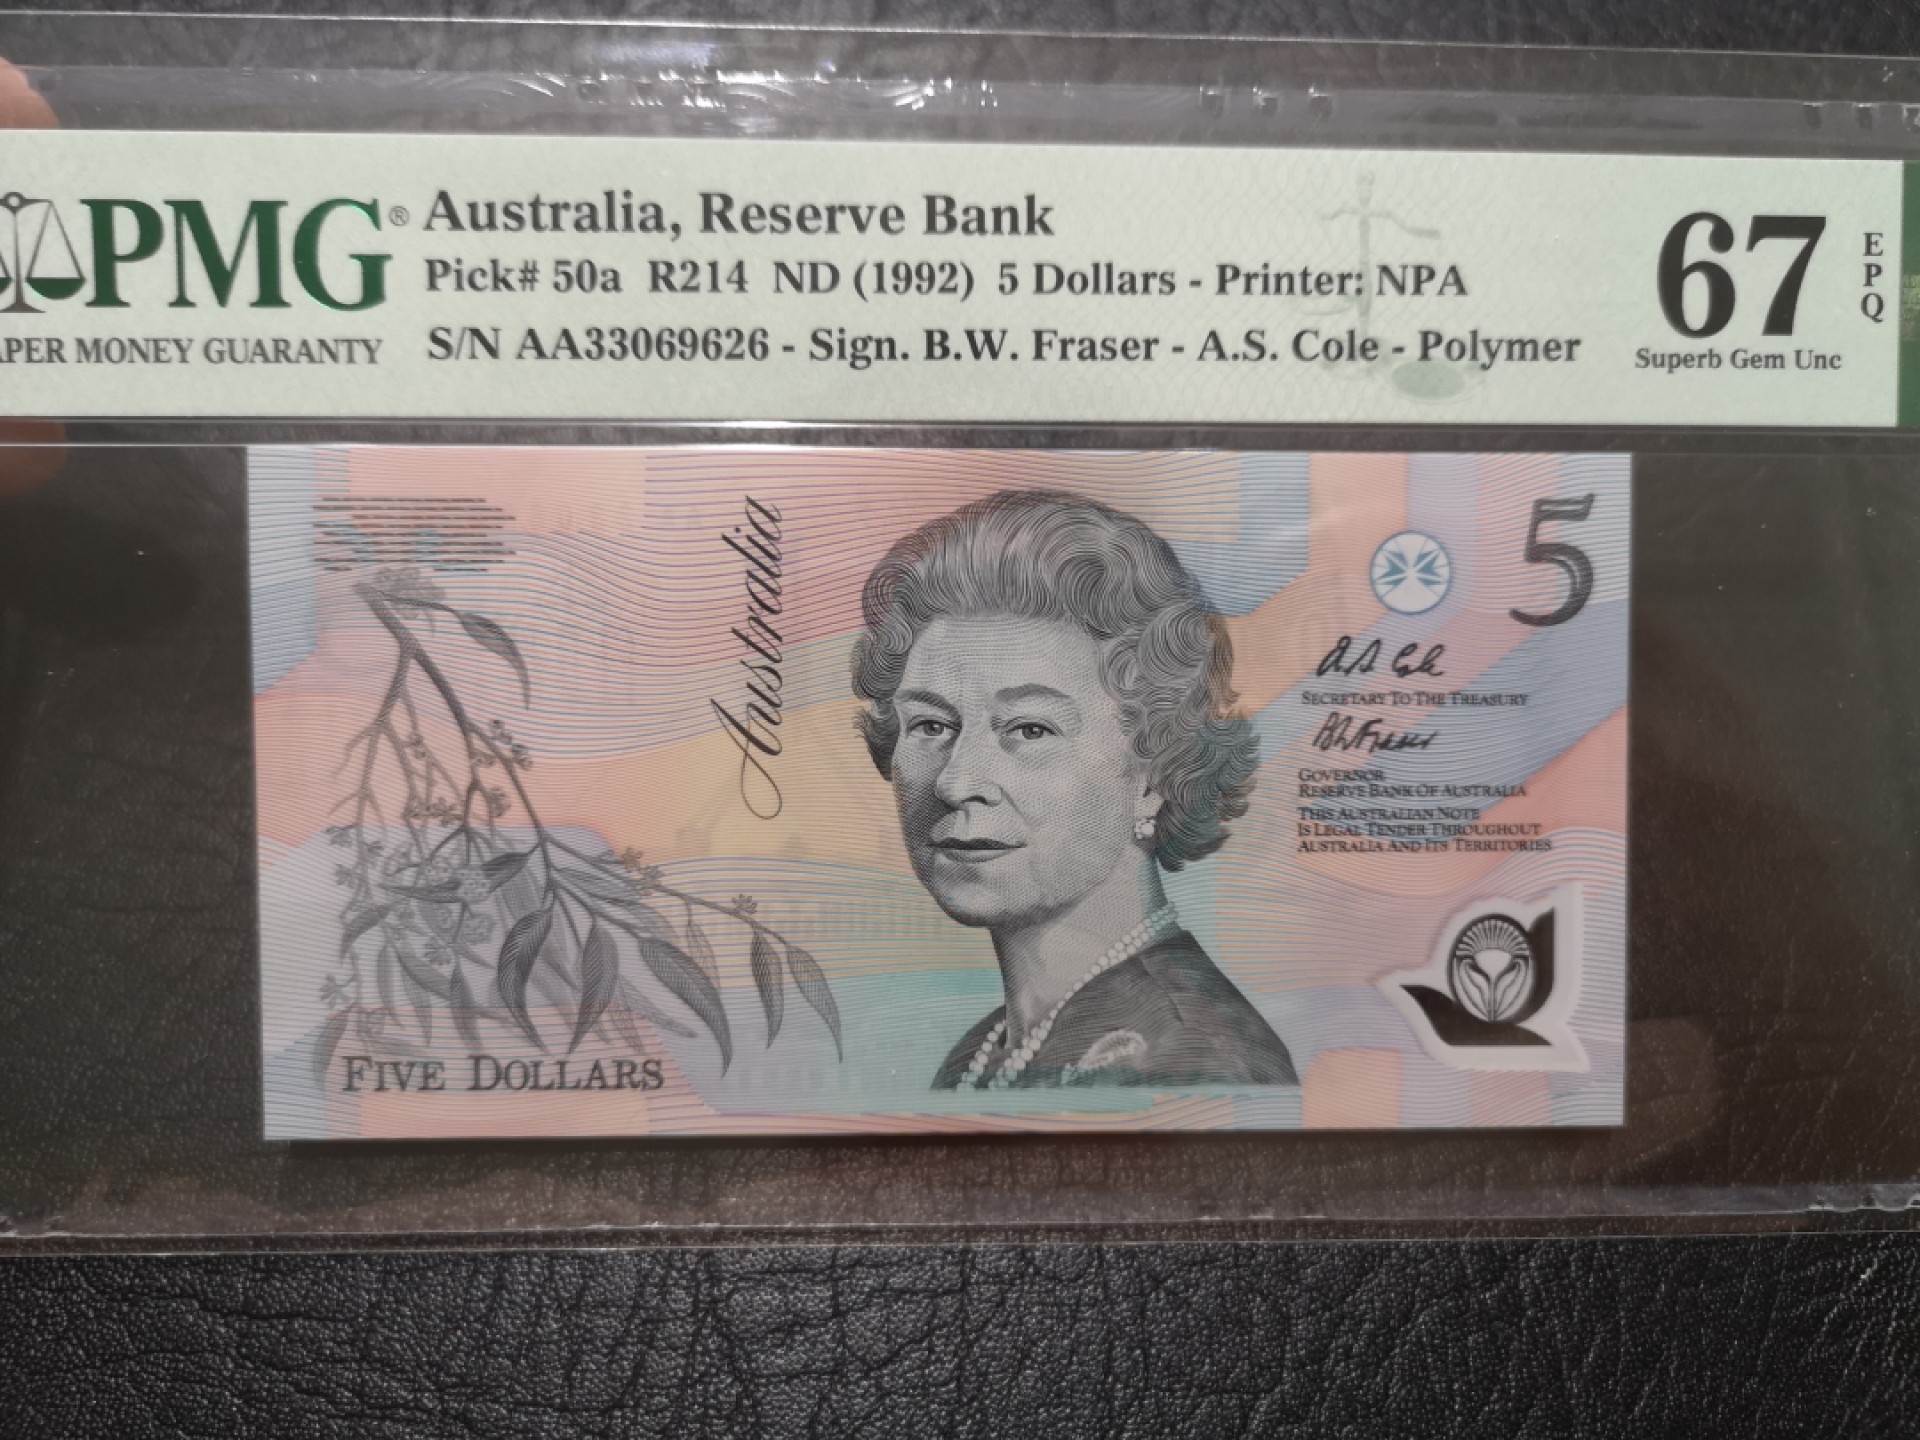 PMG®
APER MONEY GUARANTY
Australia, Reserve Bank
Pick# 50a R214 ND (1992) 5 Dollars - Printer: NPA
S/N AA33069626 - Sign. B.W. Fraser - A.S. Cole - Polymer
67
EPQ
Superb Gem Unc
Australia
5
A S Cole
SECRETARY TO THE TREASURY
BWFraser
GOVERNOR
RESERVE BANK OF AUSTRALIA
THIS AUSTRALIAN NOTE
IS LEGAL TENDER THROUGHOUT
AUSTRALIA AND ITS TERRITORIES
FIVE DOLLARS